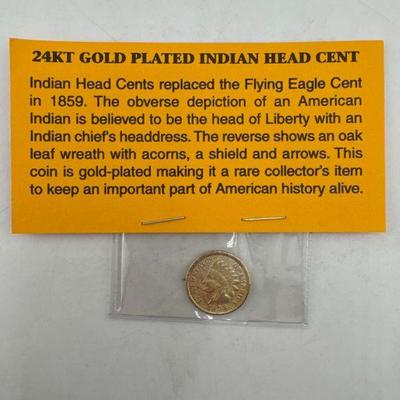 24KT GOLD PLATED INDIAN HEAD CENT
Indian Head Cents replaced the Flying Eagle Cent
in 1859. The obverse depiction of an American
Indian is believed to be the head of Liberty with an
Indian chief's headdress. The reverse shows an oak
leaf wreath with acorns, a shield and arrows. This
coin is gold-plated making it a rare collector's item
to keep an important part of American history alive.